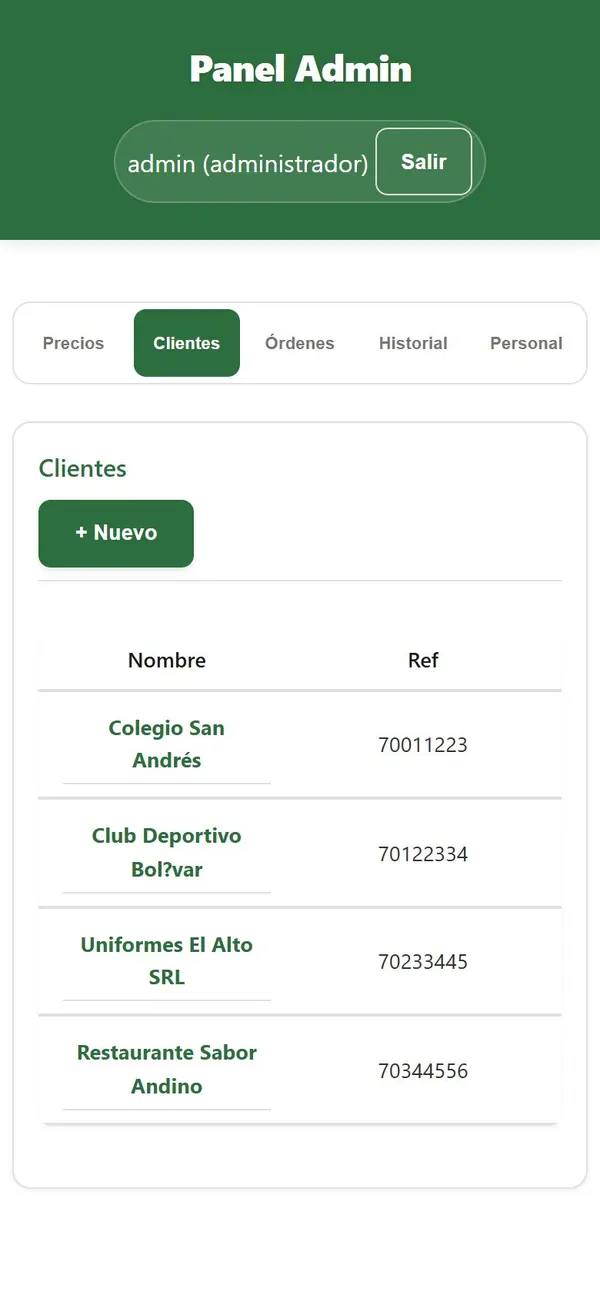 Panel Admin
admin (administrador) Salir
Precios Clientes Órdenes Historial Personal
Clientes
+ Nuevo
Nombre Ref
Colegio San
Andrés 70011223
Club Deportivo
Bol?var 70122334
Uniformes El Alto
SRL 70233445
Restaurante Sabor
Andino 70344556